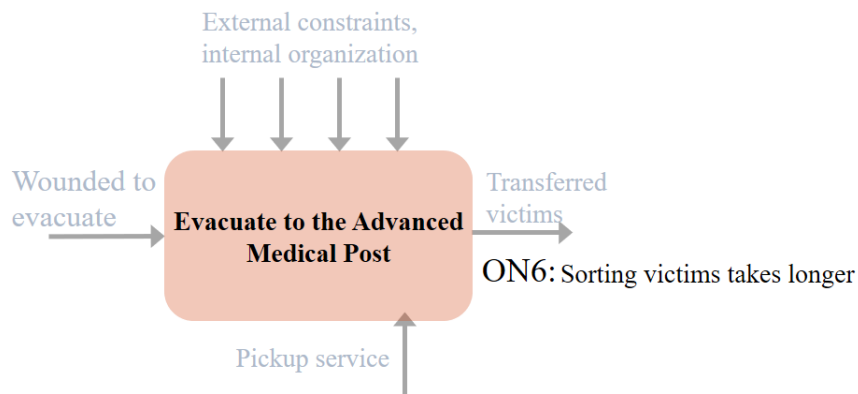 External constraints,
internal organization
Wounded to
evacuate
Evacuate to the Advanced
Medical Post
Transferred
victims
ON6: Sorting victims takes longer
Pickup service